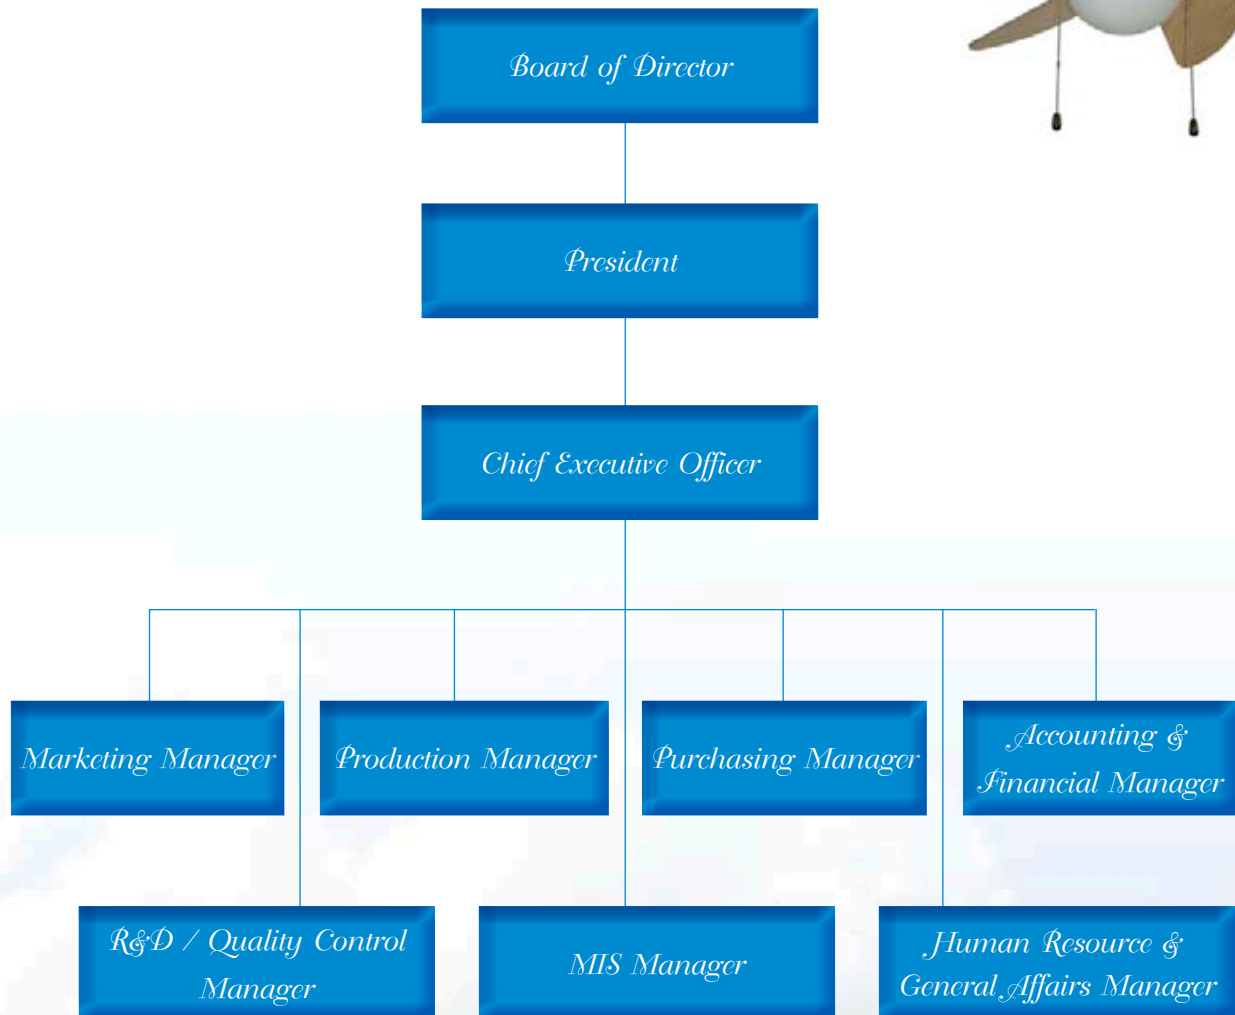 Board of Director
President
Chief Executive Officer
Marketing Manager
Production Manager
Purchasing Manager
Accounting &
Financial Manager
R&D / Quality Control
Manager
MIS Manager
Human Resource &
General Affairs Manager